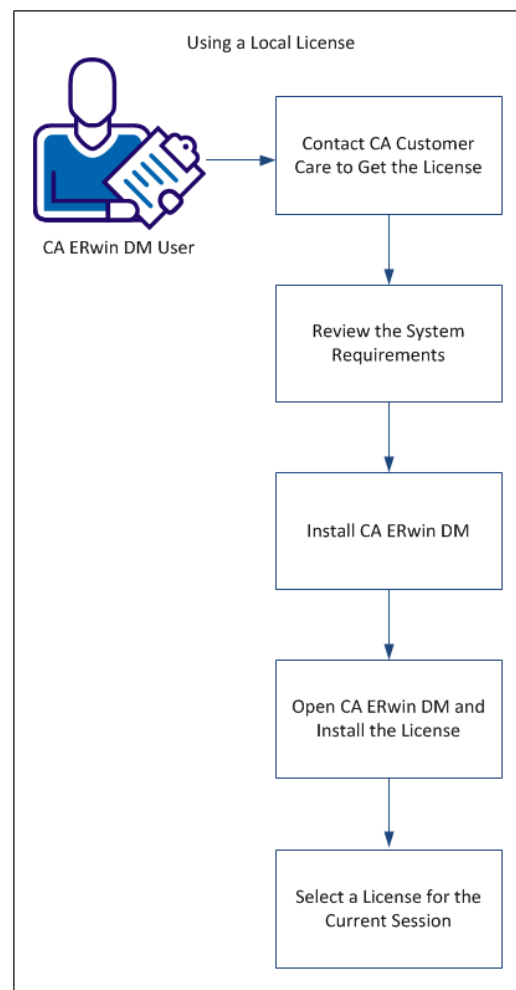 Using a Local License
CA ERwin DM User
Contact CA Customer
Care to Get the License
Review the System
Requirements
Install CA ERwin DM
Open CA ERwin DM and
Install the License
Select a License for the
Current Session